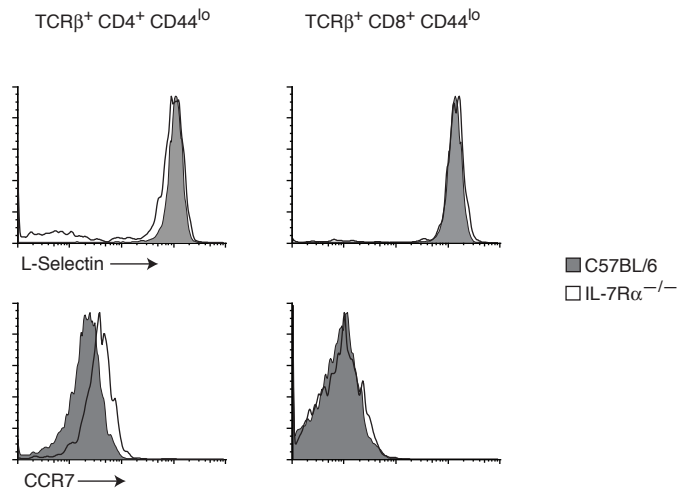 TCRβ⁺ CD4⁺ CD44ˡᵒ
TCRβ⁺ CD8⁺ CD44ˡᵒ
L-Selectin
C57BL/6
IL-7Rα⁻/⁻
CCR7